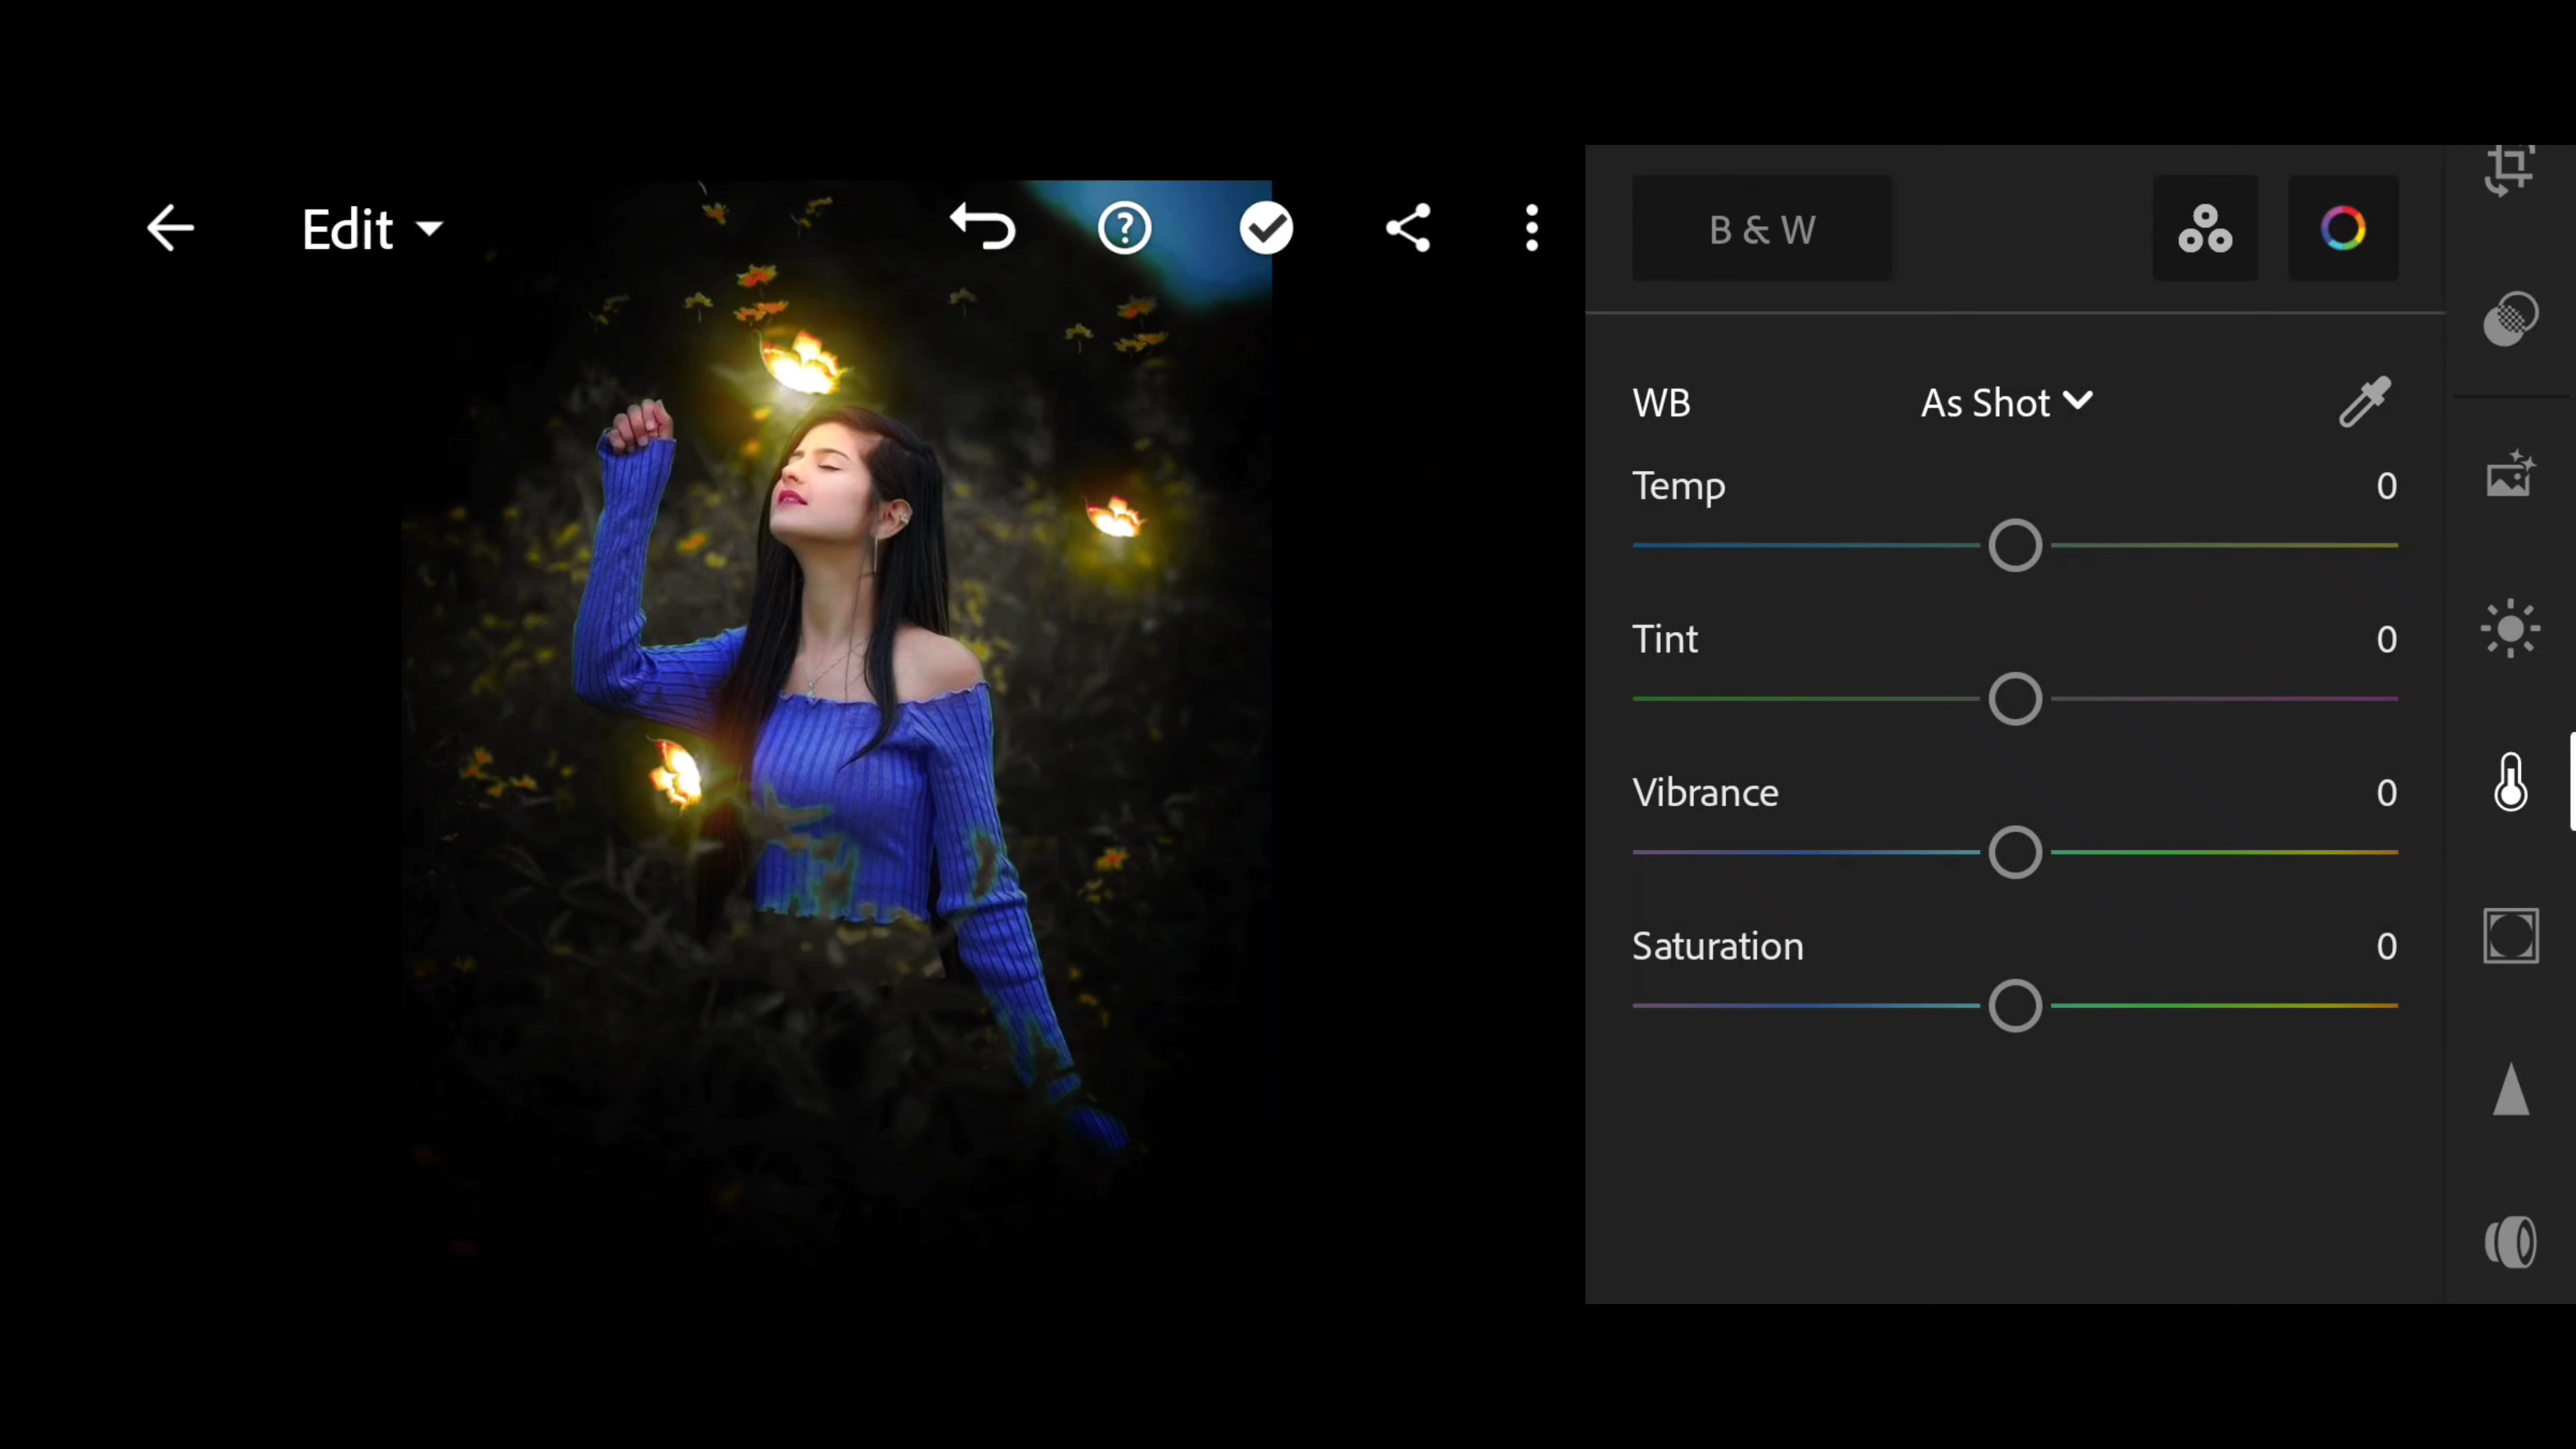 Edit
?
B & W
WB As Shot
Temp 0
Tint 0
Vibrance 0
Saturation 0